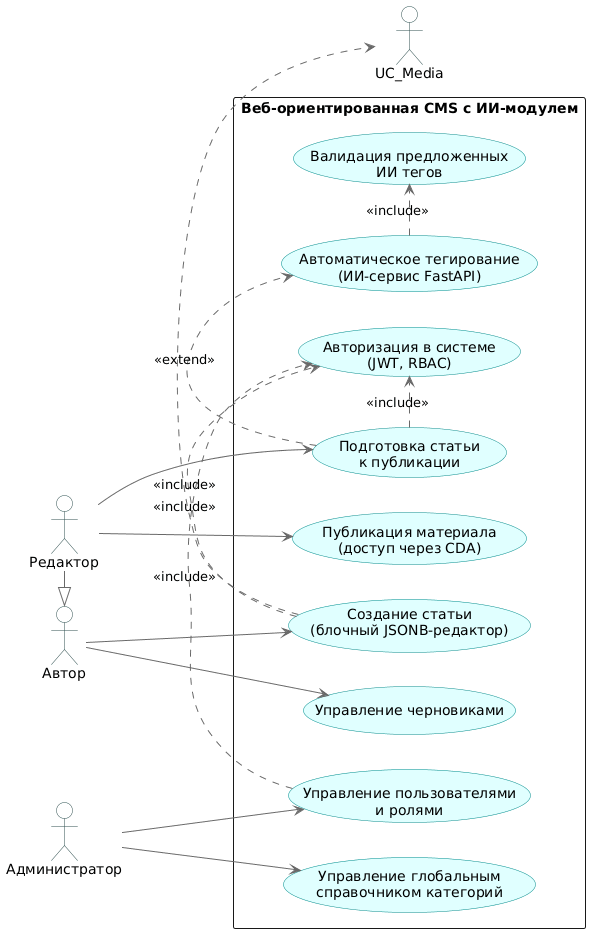 UC_Media
Веб-ориентированная CMS с ИИ-модулем
Валидация предложенных
ИИ тегов
«include»
Автоматическое тегирование
(ИИ-сервис FastAPI)
Авторизация в системе
(JWT, RBAC)
«extend»
«include»
Подготовка статьи
к публикации
«include»
«include»
Публикация материала
(доступ через CDA)
Редактор
«include»
Создание статьи
(блочный JSONB-редактор)
Автор
Управление черновиками
Управление пользователями
и ролями
Администратор
Управление глобальным
справочником категорий